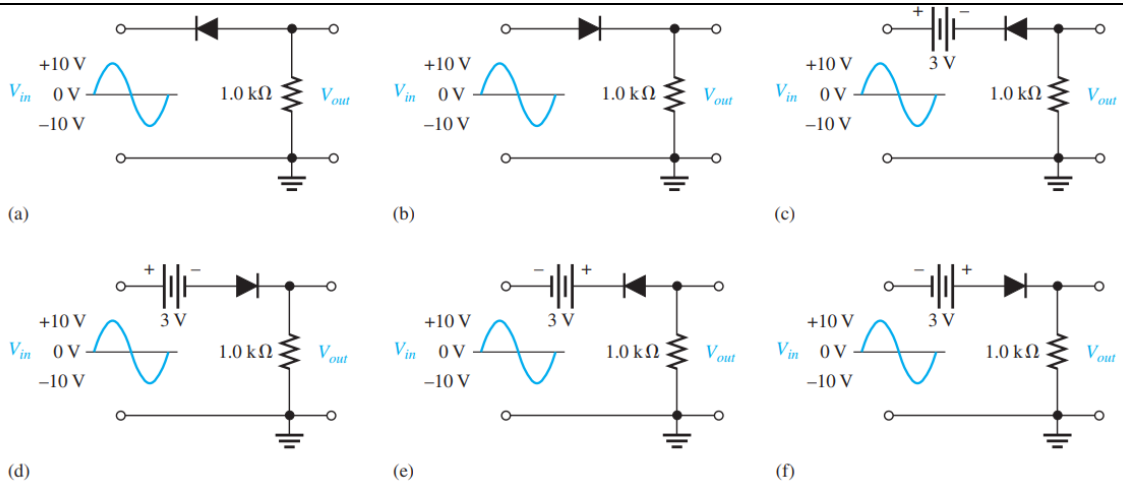 + −
+10 V
V_in 0 V
−10 V
1.0 kΩ V_out
(a)
+10 V
V_in 0 V
−10 V
1.0 kΩ V_out
(b)
3 V
+10 V
V_in 0 V
−10 V
1.0 kΩ V_out
(c)
+ −
3 V
+10 V
V_in 0 V
−10 V
1.0 kΩ V_out
(d)
− +
3 V
+10 V
V_in 0 V
−10 V
1.0 kΩ V_out
(e)
− +
3 V
+10 V
V_in 0 V
−10 V
1.0 kΩ V_out
(f)